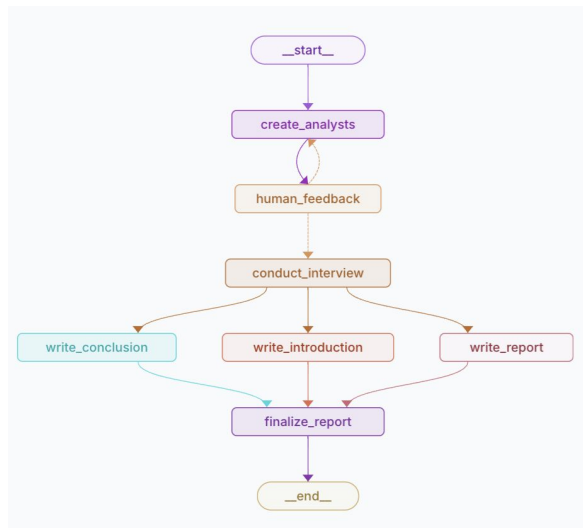 __start__
create_analysts
human_feedback
conduct_interview
write_conclusion
write_introduction
write_report
finalize_report
__end__